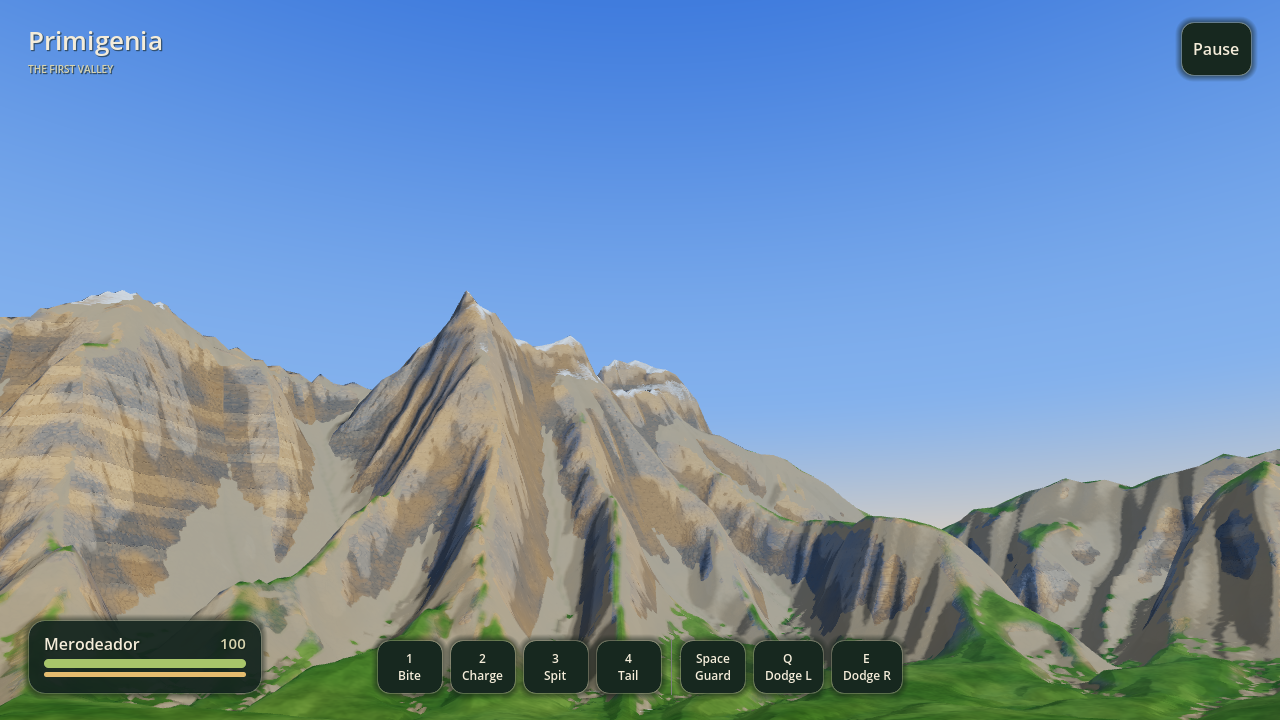 Primigenia
THE FIRST VALLEY
Pause
Merodeador 100
1
Bite
2
Charge
3
Spit
4
Tail
Space
Guard
Q
Dodge L
E
Dodge R